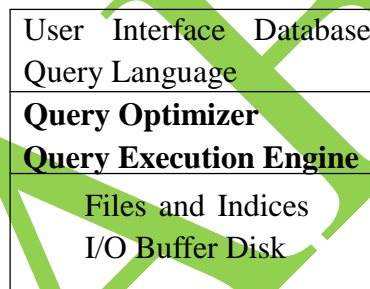 User Interface Database
Query Language
Query Optimizer
Query Execution Engine
Files and Indices
I/O Buffer Disk